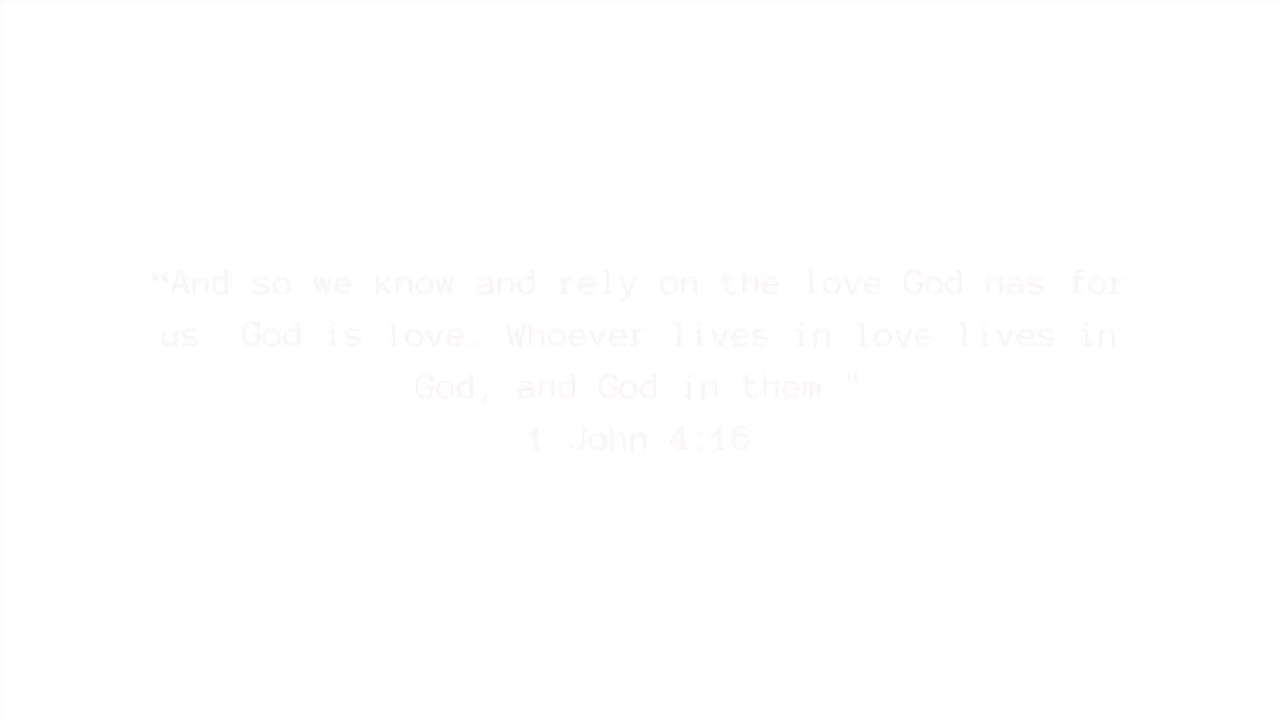 “And so we know and rely on the love God has for
us. God is love. Whoever lives in love lives in
God, and God in them."
1 John 4:16